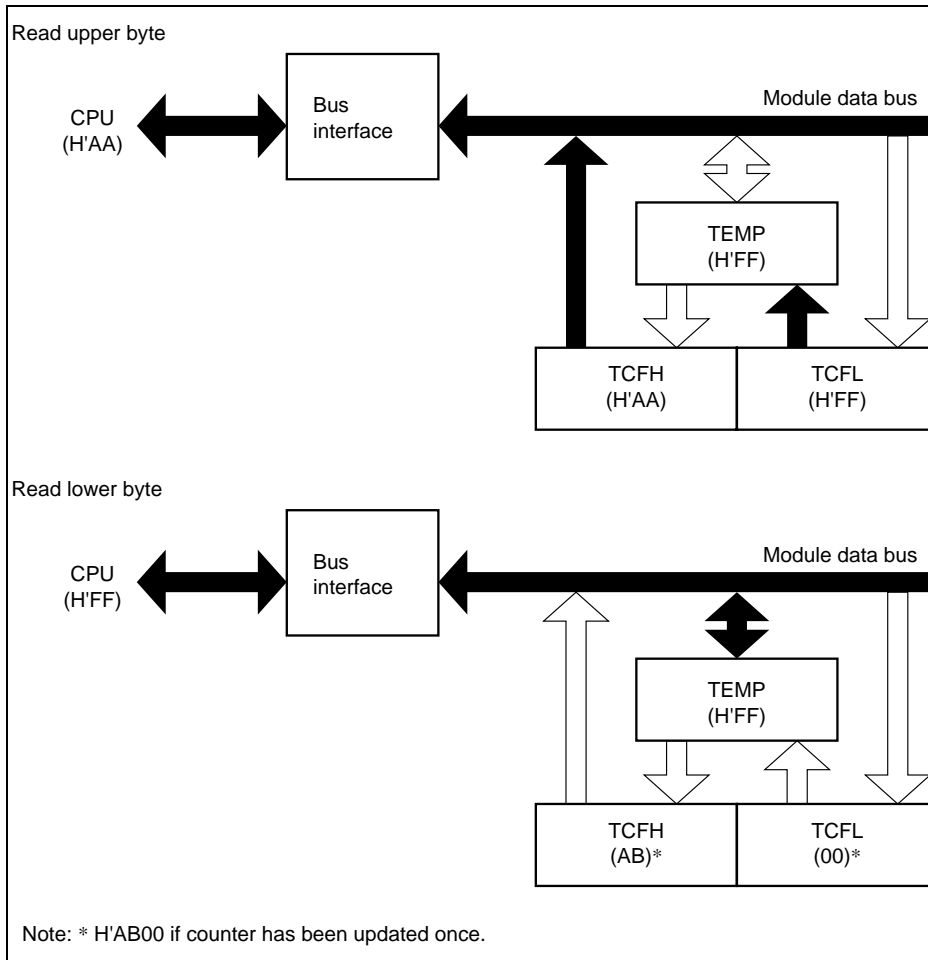 Read upper byte
CPU
(H'AA)
Bus
interface
Module data bus
TEMP
(H'FF)
TCFH
(H'AA)
TCFL
(H'FF)
Read lower byte
CPU
(H'FF)
Bus
interface
Module data bus
TEMP
(H'FF)
TCFH
(AB)*
TCFL
(00)*
Note: * H'AB00 if counter has been updated once.